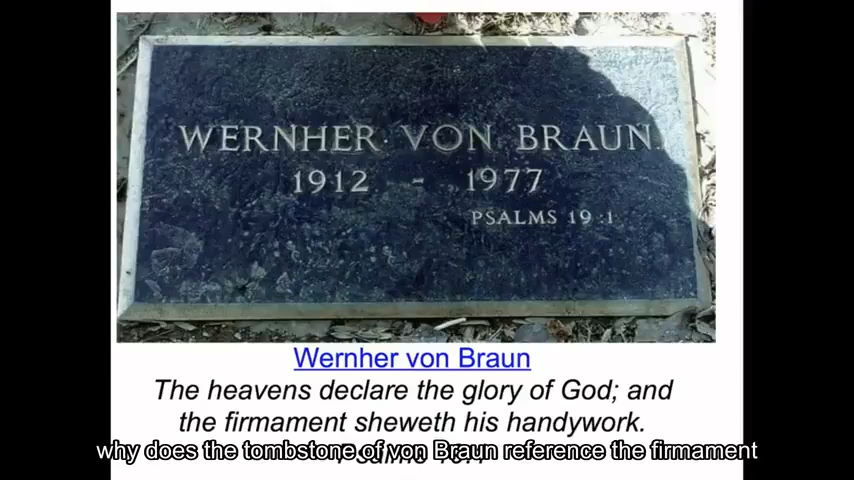 WERNHER VON BRAUN
1912 - 1977
PSALMS 19:1
Wernher von Braun
The heavens declare the glory of God; and
the firmament sheweth his handywork.
why does the tombstone of von Braun reference the firmament